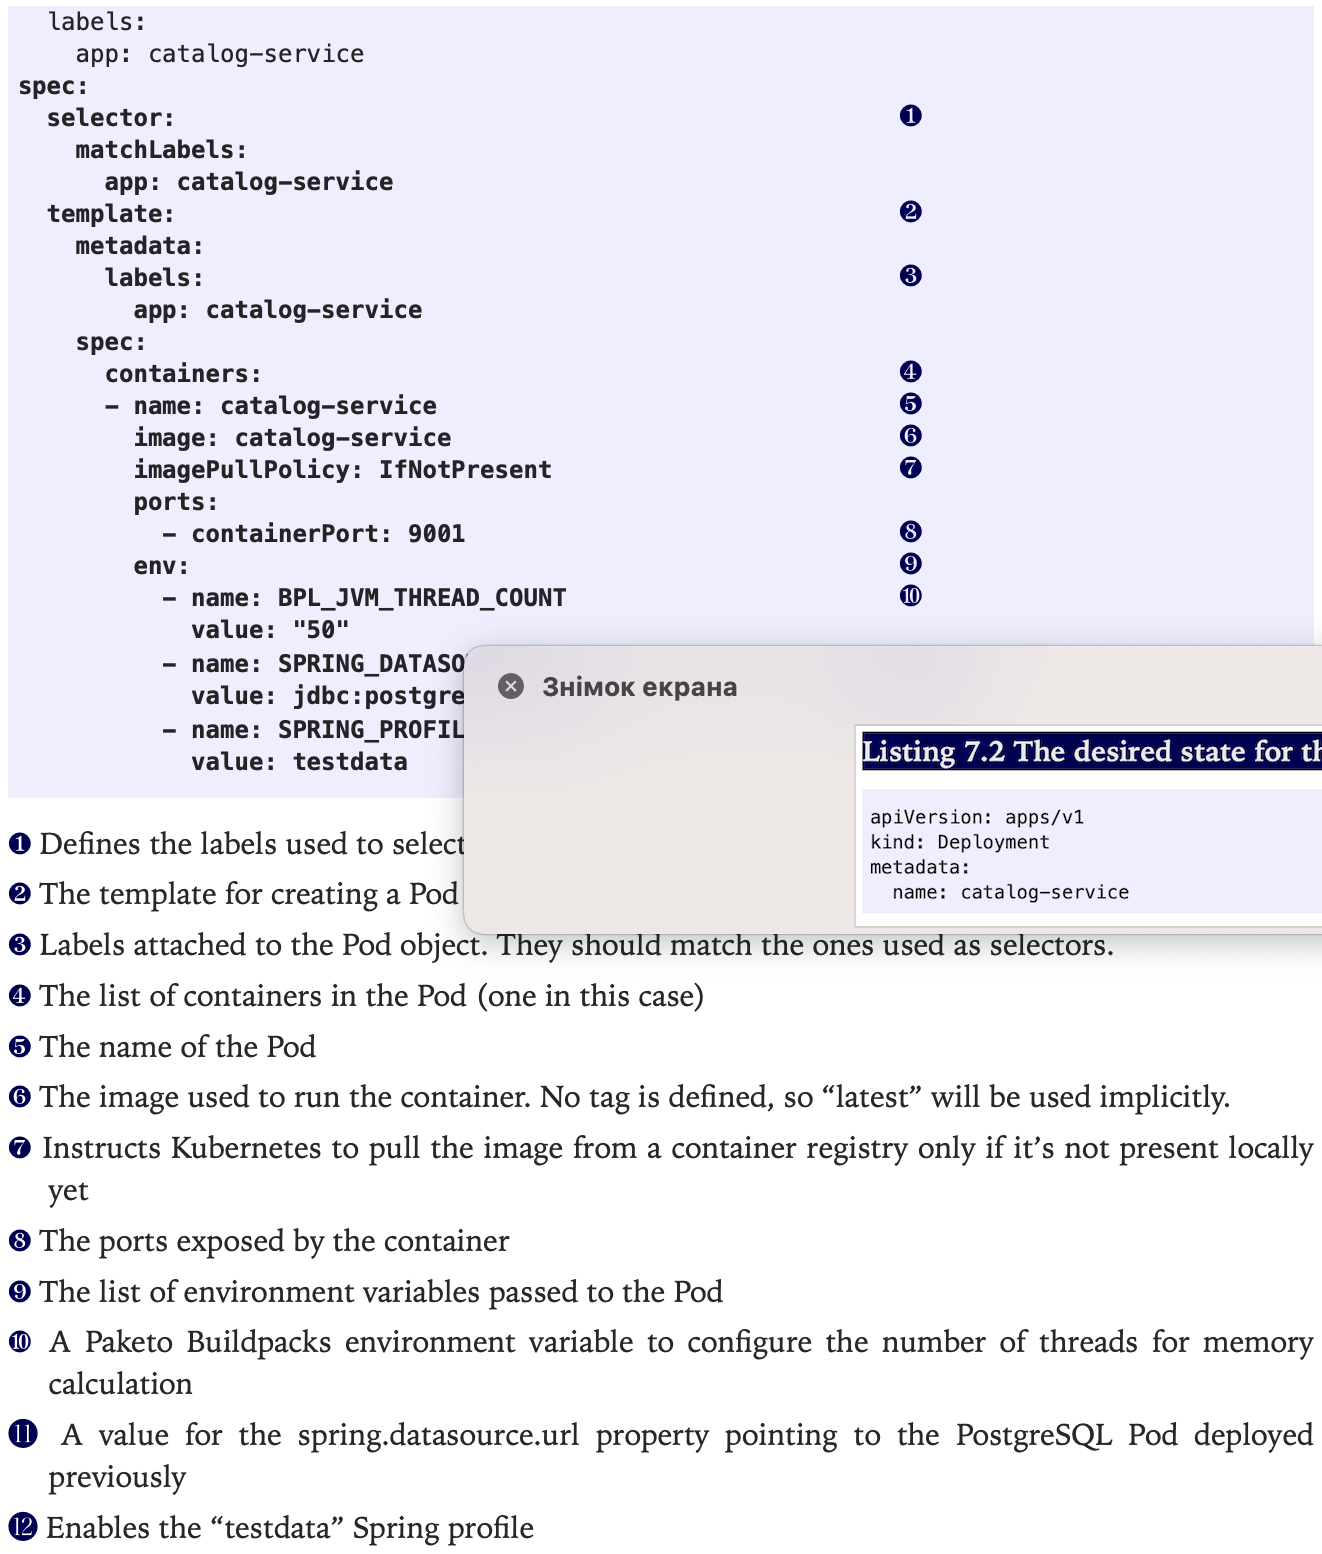 labels:
app: catalog-service
spec:
selector: ❶
matchLabels:
app: catalog-service
template: ❷
metadata:
labels: ❸
app: catalog-service
spec:
containers: ❹
- name: catalog-service ❺
image: catalog-service ❻
imagePullPolicy: IfNotPresent ❼
ports:
- containerPort: 9001 ❽
env: ❾
- name: BPL_JVM_THREAD_COUNT ❿
value: "50"
- name:
value:
- name:
value: testdata
Знімок екрана
Listing 7.2 The desired state for
apiVersion: apps/v1
kind: Deployment
metadata:
name: catalog-service
❶ Defines the labels used to select
❷ The template for creating a Pod
❸ Labels attached to the Pod object. They should match the ones used as selectors.
❹ The list of containers in the Pod (one in this case)
❺ The name of the Pod
❻ The image used to run the container. No tag is defined, so “latest” will be used implicitly.
❼ Instructs Kubernetes to pull the image from a container registry only if it’s not present locally
yet
❽ The ports exposed by the container
❾ The list of environment variables passed to the Pod
❿ A Paketo Buildpacks environment variable to configure the number of threads for memory
calculation
⓫ A value for the spring.datasource.url property pointing to the PostgreSQL Pod deployed
previously
⓬ Enables the “testdata” Spring profile